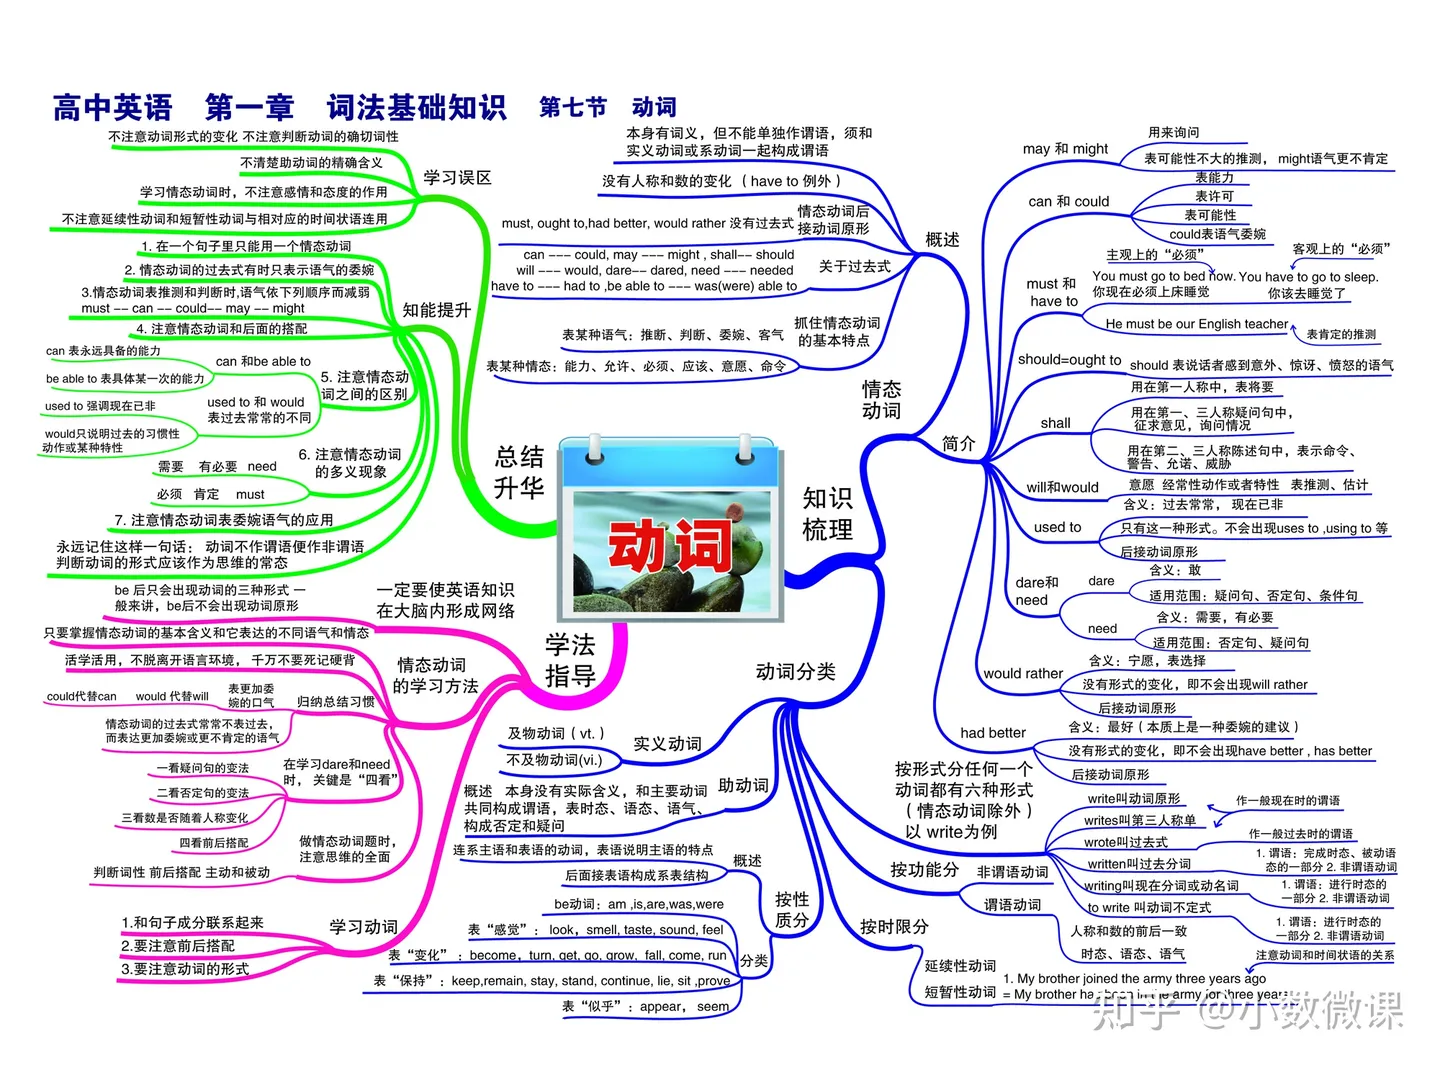 高中英语 第一章 词法基础知识 第七节 动词
不注意动词形式的变化 不注意判断动词的确切词性
不清楚助动词的精确含义
学习误区
学习情态动词时，不注意感情和态度的作用
不注意延续性动词和短暂性动词与相对应的时间状语连用
1. 在一个句子里只能用一个情态动词
2. 情态动词的过去式有时只表示语气的委婉
3.情态动词表推测和判断时,语气依下列顺序而减弱
must -- can -- could-- may -- might
知能提升
4. 注意情态动词和后面的搭配
can 表永远具备的能力
can 和be able to
be able to 表具体某一次的能力
5. 注意情态动
词之间的区别
used to 强调现在已非
used to 和 would
表过去常常的不同
would只说明过去的习惯性
动作或某种特性
6. 注意情态动词
的多义现象
需要 有必要 need
必须 肯定 must
7. 注意情态动词表委婉语气的应用
永远记住这样一句话： 动词不作谓语便作非谓语
判断动词的形式应该作为思维的常态
总结
升华
be 后只会出现动词的三种形式 一
般来讲，be后不会出现动词原形
一定要使英语知识
在大脑内形成网络
只要掌握情态动词的基本含义和它表达的不同语气和情态
活学活用，不脱离开语言环境， 千万不要死记硬背
情态动词
的学习方法
could代替can would 代替will
表更加委
婉的口气
归纳总结习惯
情态动词的过去式常常不表过去，
而表达更加委婉或更不肯定的语气
一看疑问句的变法
二看否定句的变法
三看数是否随着人称变化
四看前后搭配
在学习dare和need
时， 关键是“四看”
做情态动词题时，
注意思维的全面
判断词性 前后搭配 主动和被动
学习动词
1.和句子成分联系起来
2.要注意前后搭配
3.要注意动词的形式
学法
指导
动词
知识
梳理
情态
动词
概述
本身有词义，但不能单独作谓语，须和
实义动词或系动词一起构成谓语
没有人称和数的变化 （ have to 例外 ）
must, ought to,had better, would rather 没有过去式
情态动词后
接动词原形
can --- could, may --- might , shall-- should
will --- would, dare-- dared, need --- needed
have to --- had to ,be able to --- was(were) able to
关于过去式
表某种语气：推断、判断、委婉、客气
表某种情态：能力、允许、必须、应该、意愿、命令
抓住情态动词
的基本特点
简介
may 和 might
用来询问
表可能性不大的推测， might语气更不肯定
can 和 could
表能力
表许可
表可能性
could表语气委婉
must 和
have to
主观上的“必须”
客观上的“必须”
You must go to bed now. You have to go to sleep.
你现在必须上床睡觉 你该去睡觉了
He must be our English teacher
表肯定的推测
should=ought to
should 表说话者感到意外、惊讶、愤怒的语气
shall
用在第一人称中，表将要
用在第一、三人称疑问句中，
征求意见，询问情况
用在第二、三人称陈述句中，表示命令、
警告、允诺、威胁
will和would
意愿 经常性动作或者特性 表推测、估计
used to
含义：过去常常， 现在已非
只有这一种形式。不会出现uses to ,using to 等
后接动词原形
dare和
need
dare
含义：敢
适用范围：疑问句、否定句、条件句
need
含义：需要，有必要
适用范围：否定句、疑问句
would rather
含义：宁愿，表选择
没有形式的变化，即不会出现will rather
后接动词原形
had better
含义：最好（ 本质上是一种委婉的建议 ）
没有形式的变化，即不会出现have better , has better
后接动词原形
动词分类
实义动词
及物动词（ vt. ）
不及物动词(vi.)
助动词
概述 本身没有实际含义，和主要动词
共同构成谓语，表时态、语态、语气、
构成否定和疑问
按性
质分
概述
连系主语和表语的动词，表语说明主语的特点
后面接表语构成系表结构
分类
be动词：am ,is,are,was,were
表“感觉”： look，smell, taste, sound, feel
表“变化”：become，turn, get, go, grow, fall, come, run
表“保持”：keep,remain, stay, stand, continue, lie, sit ,prove
表“似乎”：appear， seem
按形式分任何一个
动词都有六种形式
（ 情态动词除外 ）
以 write为例
write叫动词原形
writes叫第三人称单
作一般现在时的谓语
wrote叫过去式
作一般过去时的谓语
written叫过去分词
1. 谓语：完成时态、被动语
态的一部分 2. 非谓语动词
writing叫现在分词或动名词
1. 谓语：进行时态的
一部分 2. 非谓语动词
to write 叫动词不定式
1. 谓语：进行时态的
一部分 2. 非谓语动词
按功能分
非谓语动词
谓语动词
人称和数的前后一致
时态、语态、语气
按时限分
延续性动词
短暂性动词
注意动词和时间状语的关系
1. My brother joined the army three years ago
= My brother has been in the army for three years
知乎 @小数微课